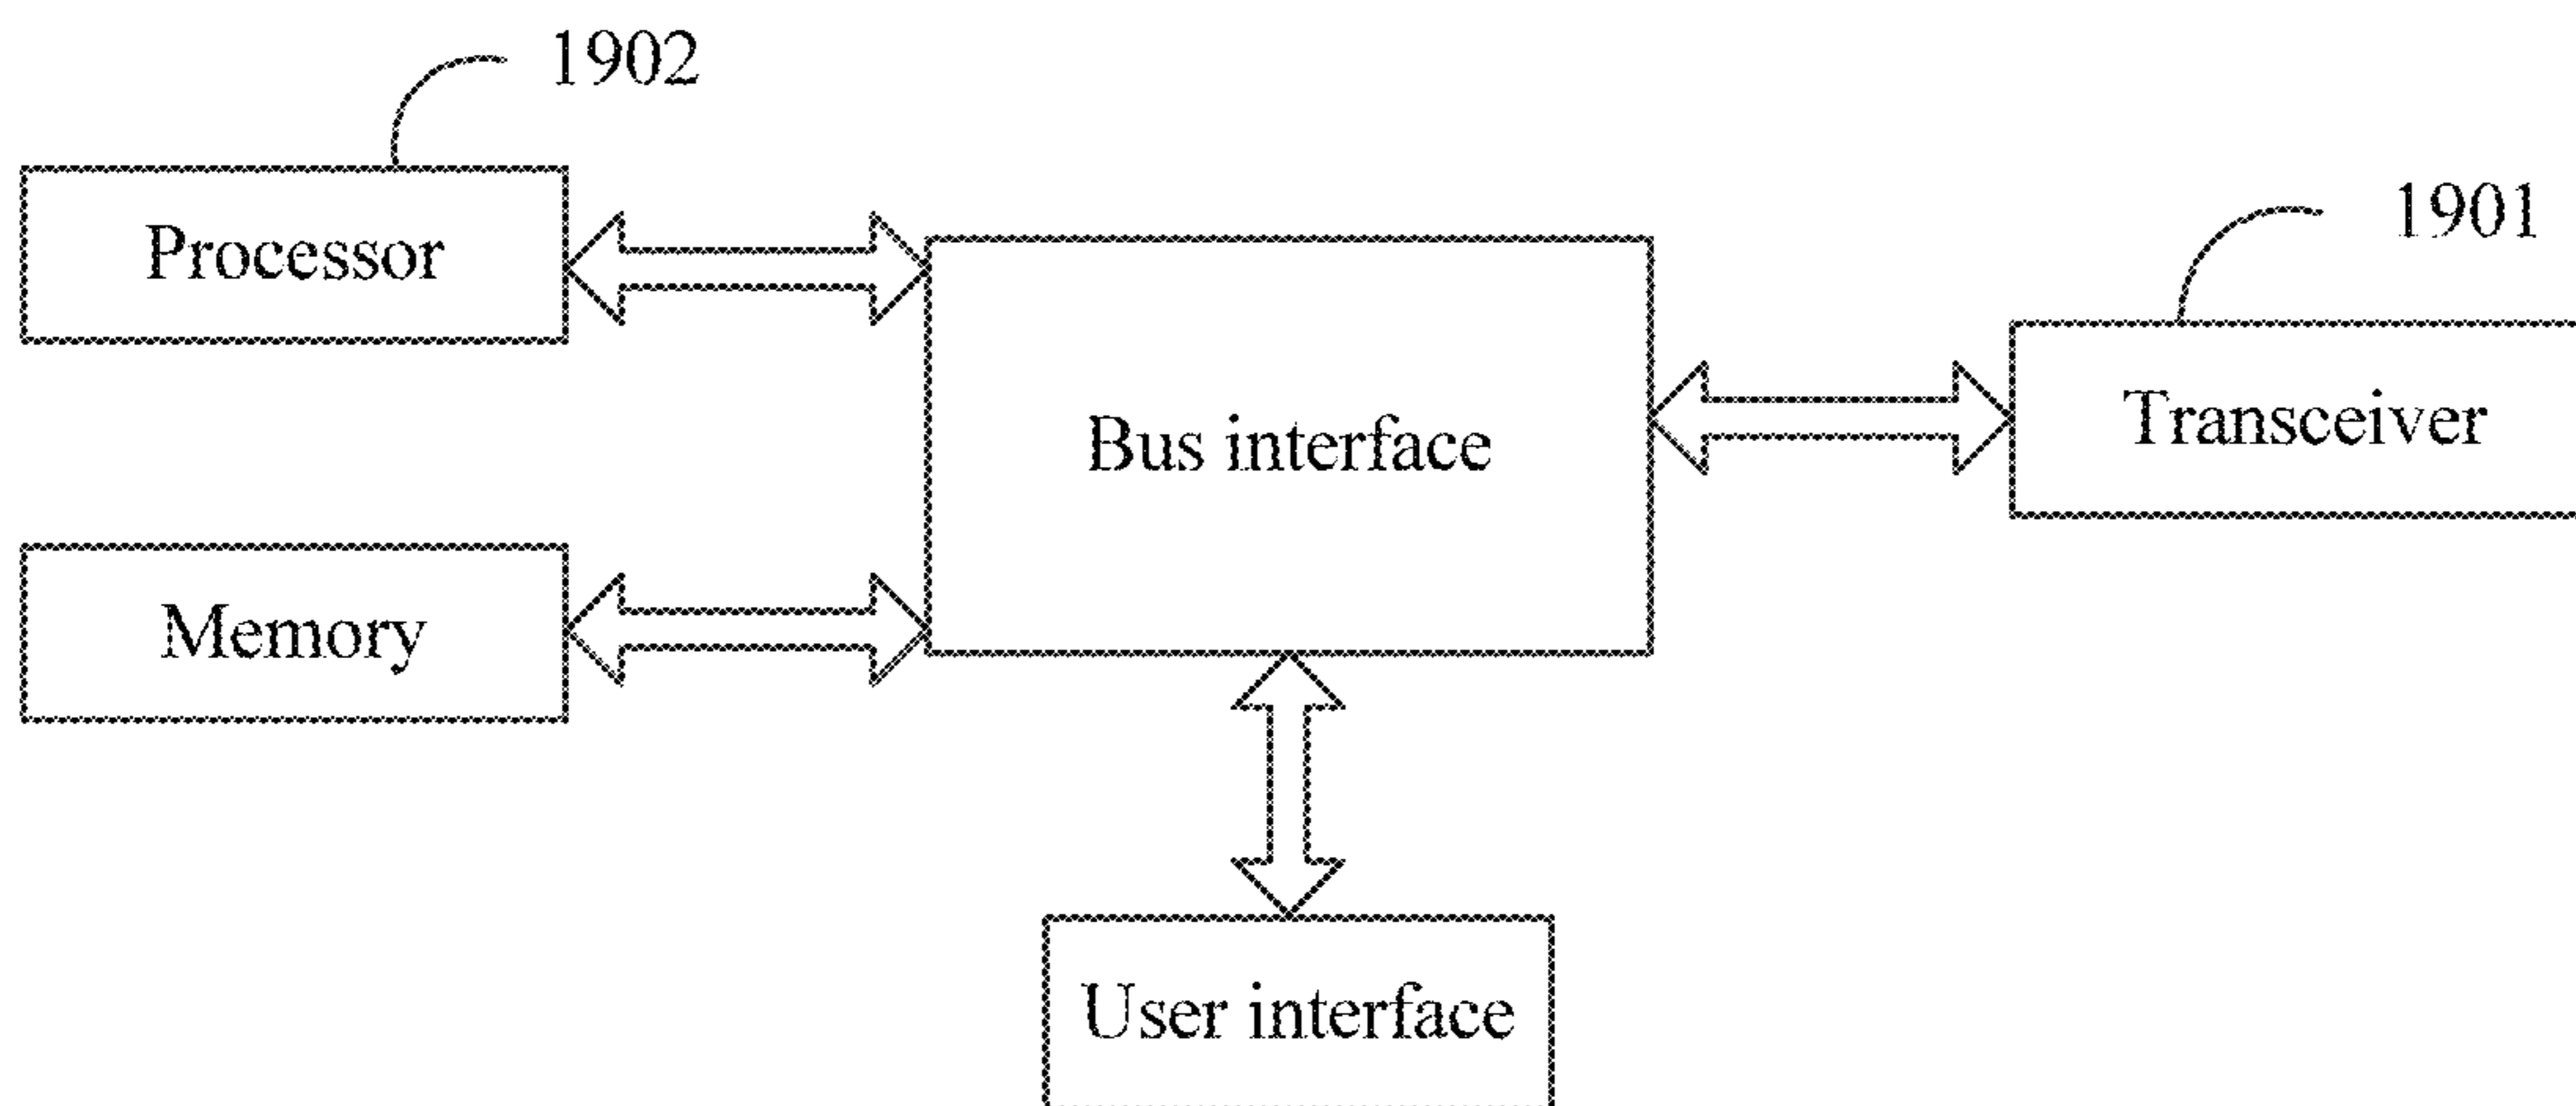 1902
1901
Processor
Transceiver
Bus interface
Memory
User interface